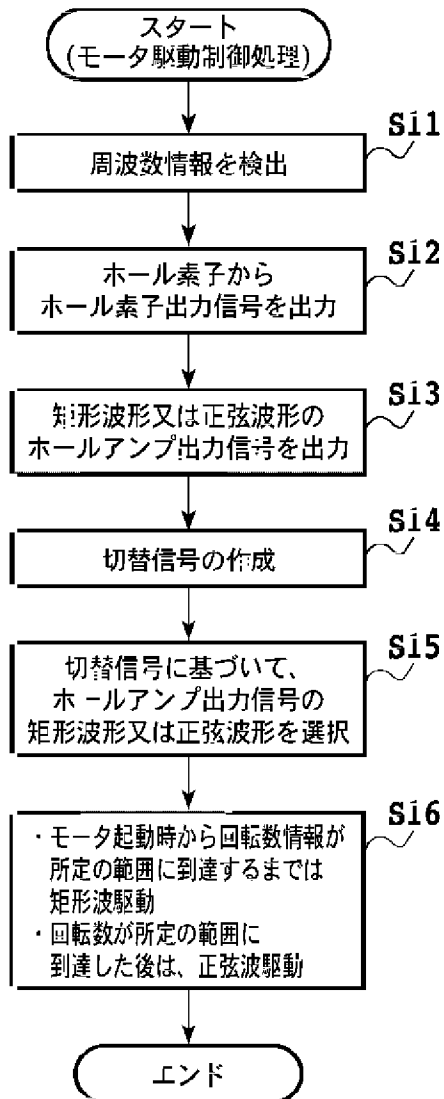 スタート
(モータ駆動制御処理)
Si1
周波数情報を検出
Si2
ホール素子から
ホール素子出力信号を出力
Si3
矩形波形又は正弦波形の
ホールアンプ出力信号を出力
Si4
切替信号の作成
Si5
切替信号に基づいて、
ホールアンプ出力信号の
矩形波形又は正弦波形を選択
Si6
・モータ起動時から回転数情報が
所定の範囲に到達するまでは
矩形波駆動
・回転数が所定の範囲に
到達した後は、正弦波駆動
エンド